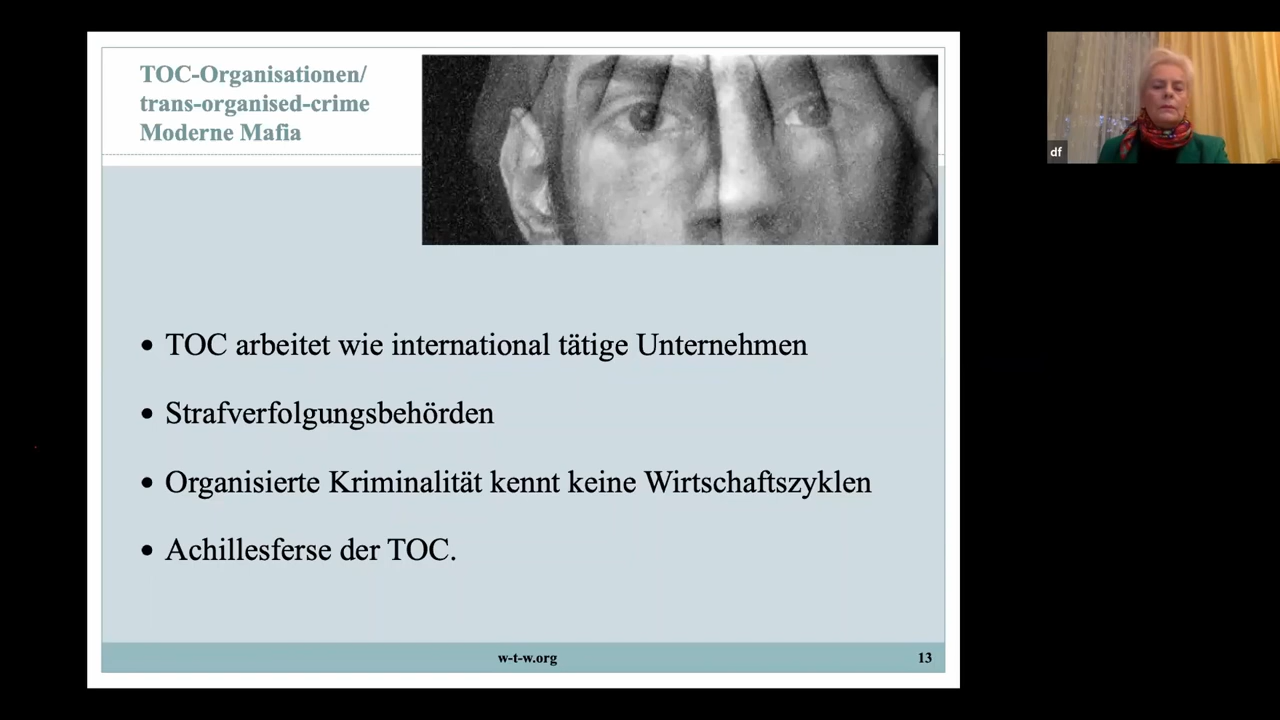 TOC-Organisationen/
trans-organised-crime
Moderne Mafia
df
• TOC arbeitet wie international tätige Unternehmen
• Strafverfolgungsbehörden
• Organisierte Kriminalität kennt keine Wirtschaftszyklen
• Achillesferse der TOC.
w-t-w.org
13